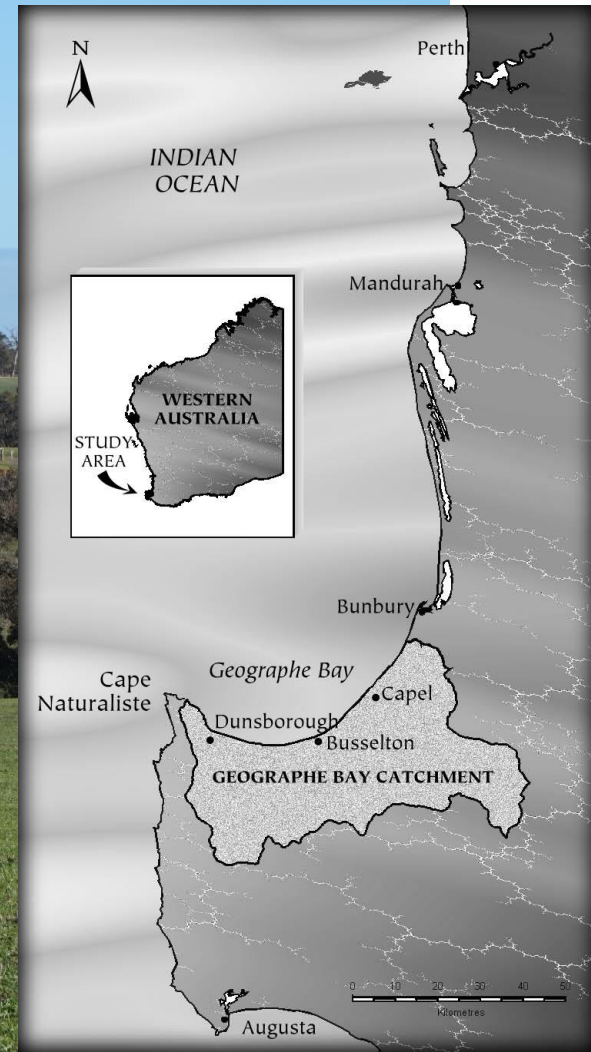 N
Perth
INDIAN
OCEAN
Mandurah
WESTERN
AUSTRALIA
STUDY
AREA
Bunbury
Cape
Naturaliste
Geographe Bay
Capel
Dunsborough
Busselton
GEOGRAPHE BAY CATCHMENT
0 10 20 30 40 50
Kilometres
Augusta